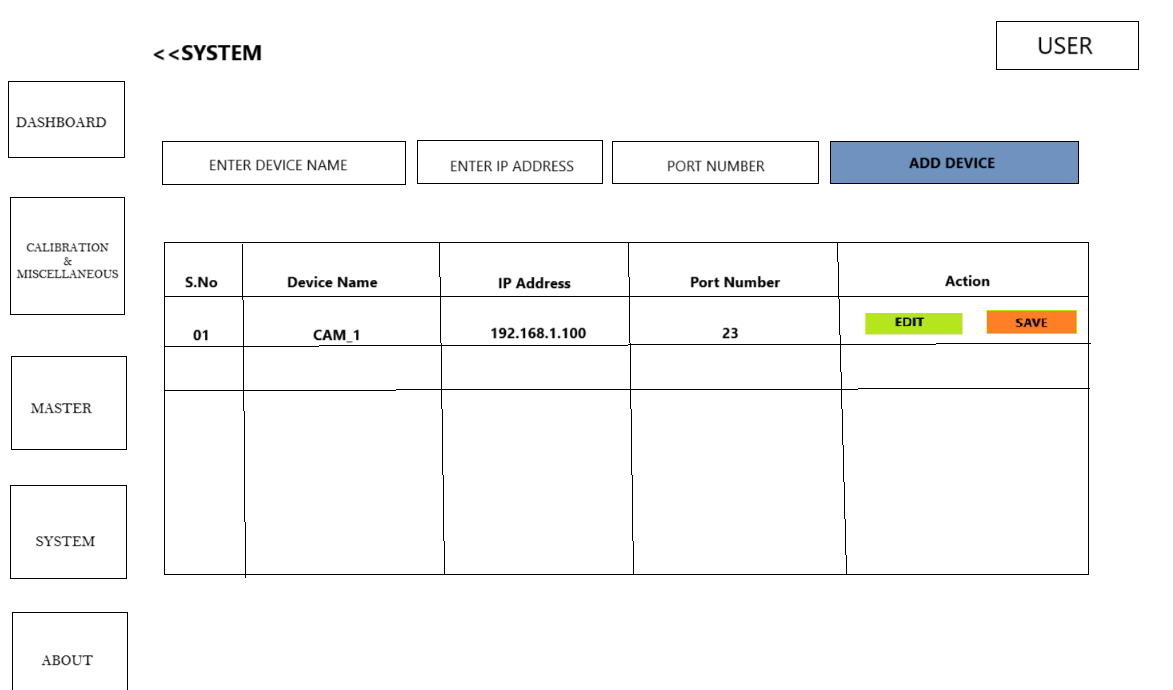 <<SYSTEM
USER
DASHBOARD
CALIBRATION
&
MISCELLANEOUS
MASTER
SYSTEM
ABOUT
ENTER DEVICE NAME
ENTER IP ADDRESS
PORT NUMBER
ADD DEVICE
S.No Device Name IP Address Port Number Action
01 CAM_1 192.168.1.100 23 EDIT SAVE